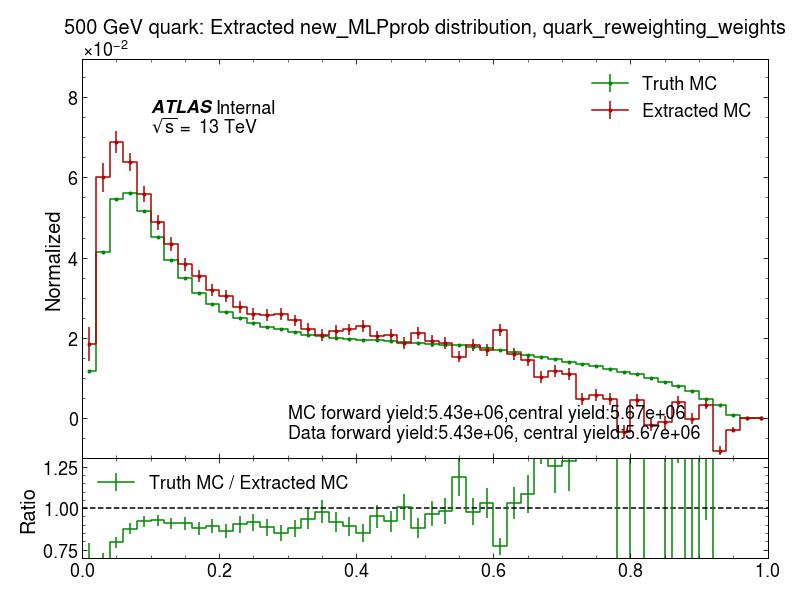 500 GeV quark: Extracted new_MLPprob distribution, quark_reweighting_weights
×10⁻²
ATLAS Internal
√s = 13 TeV
Truth MC
Extracted MC
8
6
4
2
0
Normalized
MC forward yield:5.43e+06,central yield:5.67e+06
Data forward yield:5.43e+06, central yield:5.67e+06
Truth MC / Extracted MC
1.25
1.00
0.75
Ratio
0.0 0.2 0.4 0.6 0.8 1.0